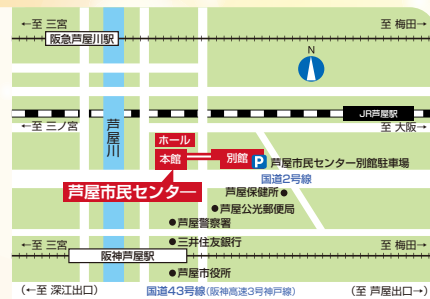 ←至 三宮
至 梅田→
阪急芦屋川駅
N
JR芦屋駅
←至 三ノ宮
至 大阪→
芦屋川
ホール
本館
別館
P 芦屋市民センター別館駐車場
国道2号線
芦屋市民センター
芦屋保健所●
●芦屋公光郵便局
●芦屋警察署
←至 三宮
●三井住友銀行
至 梅田→
阪神芦屋駅
●芦屋市役所
(←至 深江出口)
国道43号線(阪神高速3号神戸線)
(至 芦屋出口→)